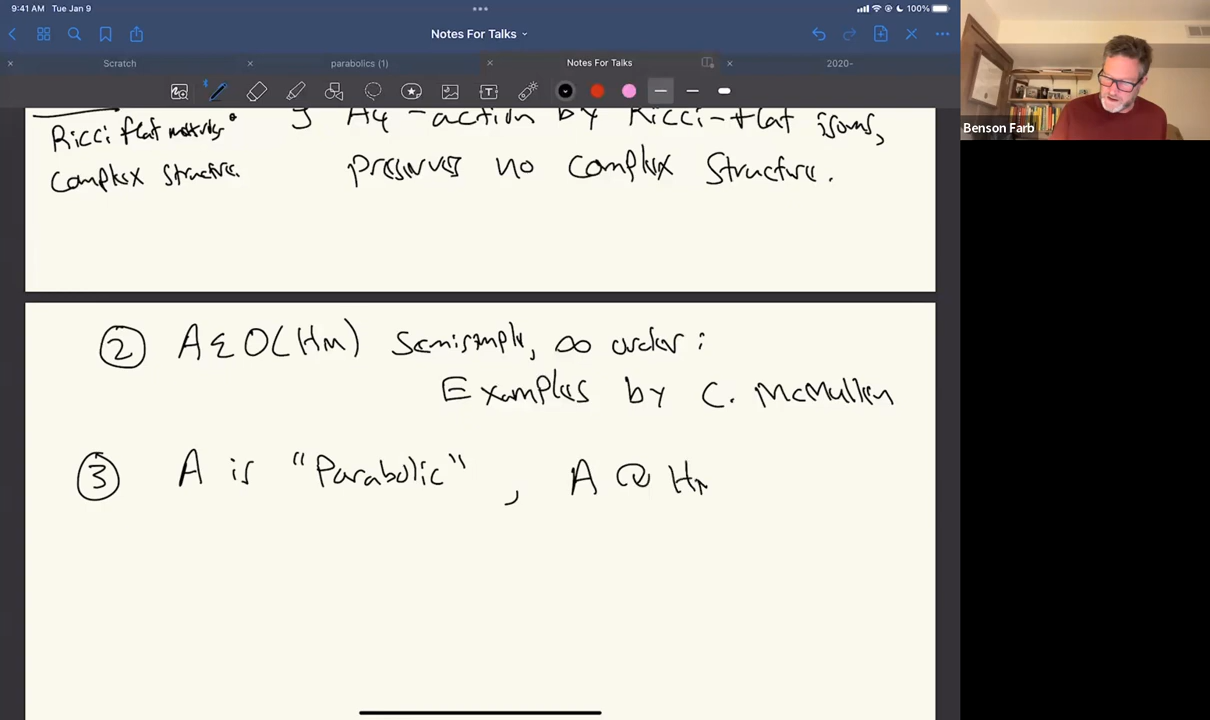 9:41 AM Tue Jan 9
100%
Notes For Talks
Scratch
parabolics (1)
Notes For Talks
2020-
Ricci flat
complex structure.
∃ A4 - action by Ricci-flat isoms,
preserves no complex structure.
② A ∈ O(HM) semisimple, ∞ order :
Examples by C. McMullen
③ A is "Parabolic" , A
Benson Farb